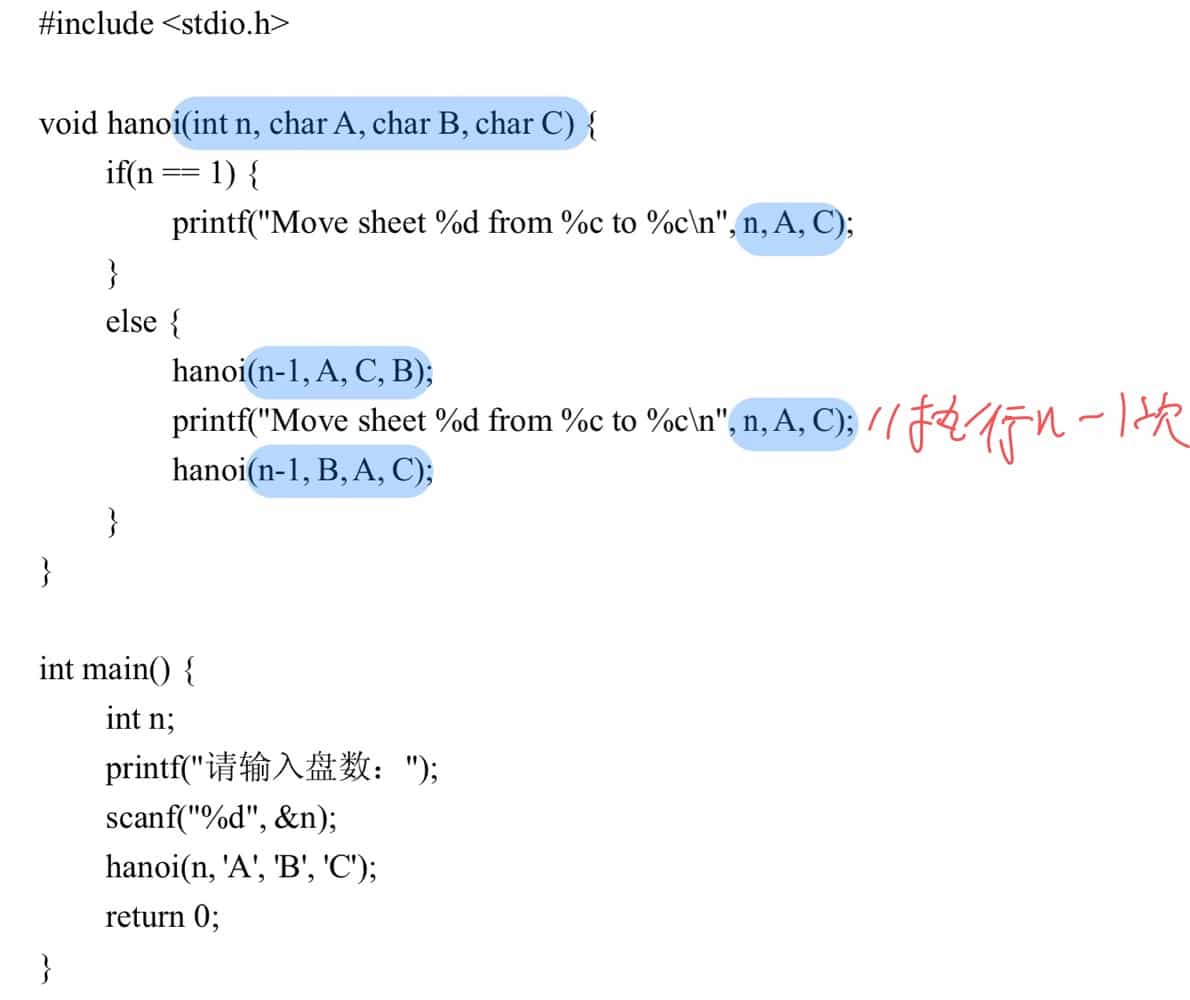 #include <stdio.h>
void hanoi(int n, char A, char B, char C) {
if(n == 1) {
printf("Move sheet %d from %c to %c\n", n, A, C);
}
else {
hanoi(n-1, A, C, B);
printf("Move sheet %d from %c to %c\n", n, A, C); //执行n-1次
hanoi(n-1, B, A, C);
}
}
int main() {
int n;
printf("请输入盘数：");
scanf("%d", &n);
hanoi(n, 'A', 'B', 'C');
return 0;
}